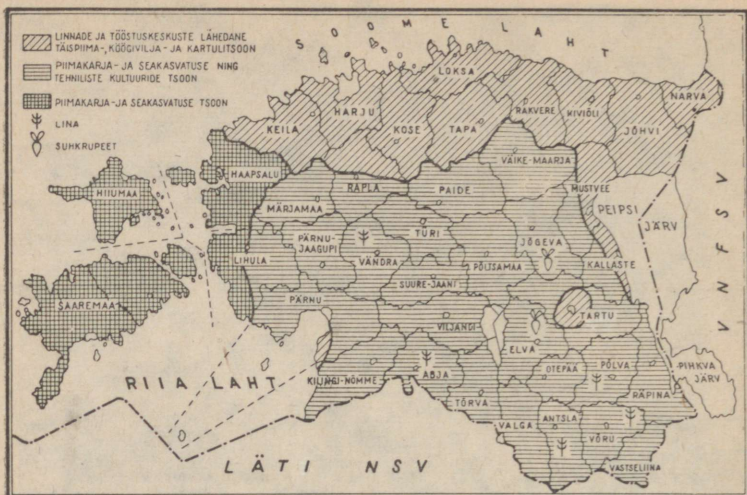 LINNADE JA TÖÖSTUSKESKUSTE LÄHEDANE
TÄISPIIMA-, KÖÖGIVILJA- JA KARTULITSOON
PIIMAKARJA- JA SEAKASVATUSE NING
TEHNILISTE KULTUURIDE TSOON
PIIMAKARJA- JA SEAKASVATUSE TSOON
LINA
SUHKRUPEET
SOOME LAHT
LOKSA
NARVA
HARJU
RAKVERE
KIVIÕLI
KEILA
KOSE
TAPA
JÕHVI
VÄIKE-MAARJA
HAAPSALU
HIIUMAA
RAPLA
PAIDE
MUSTVEE
PEIPSI
JÄRV
MÄRJAMAA
TÜRI
PÄRNU-
JAAGUPI
JÕGEVA
VNFSV
LIHULA
VÄNDRA
PÕLTSAMAA
KALLASTE
SUURE-JAANI
SAAREMAA
PÄRNU
TARTU
VILJANDI
ELVA
OTEPÄÄ
PÕLVA
PIHKVA
JÄRV
RIIA LAHT
KILINGI-NÕMME
ABJA
RÄPINA
TÕRVA
ANTSLA
VALGA
VÕRU
LÄTI NSV
VASTSELIINA